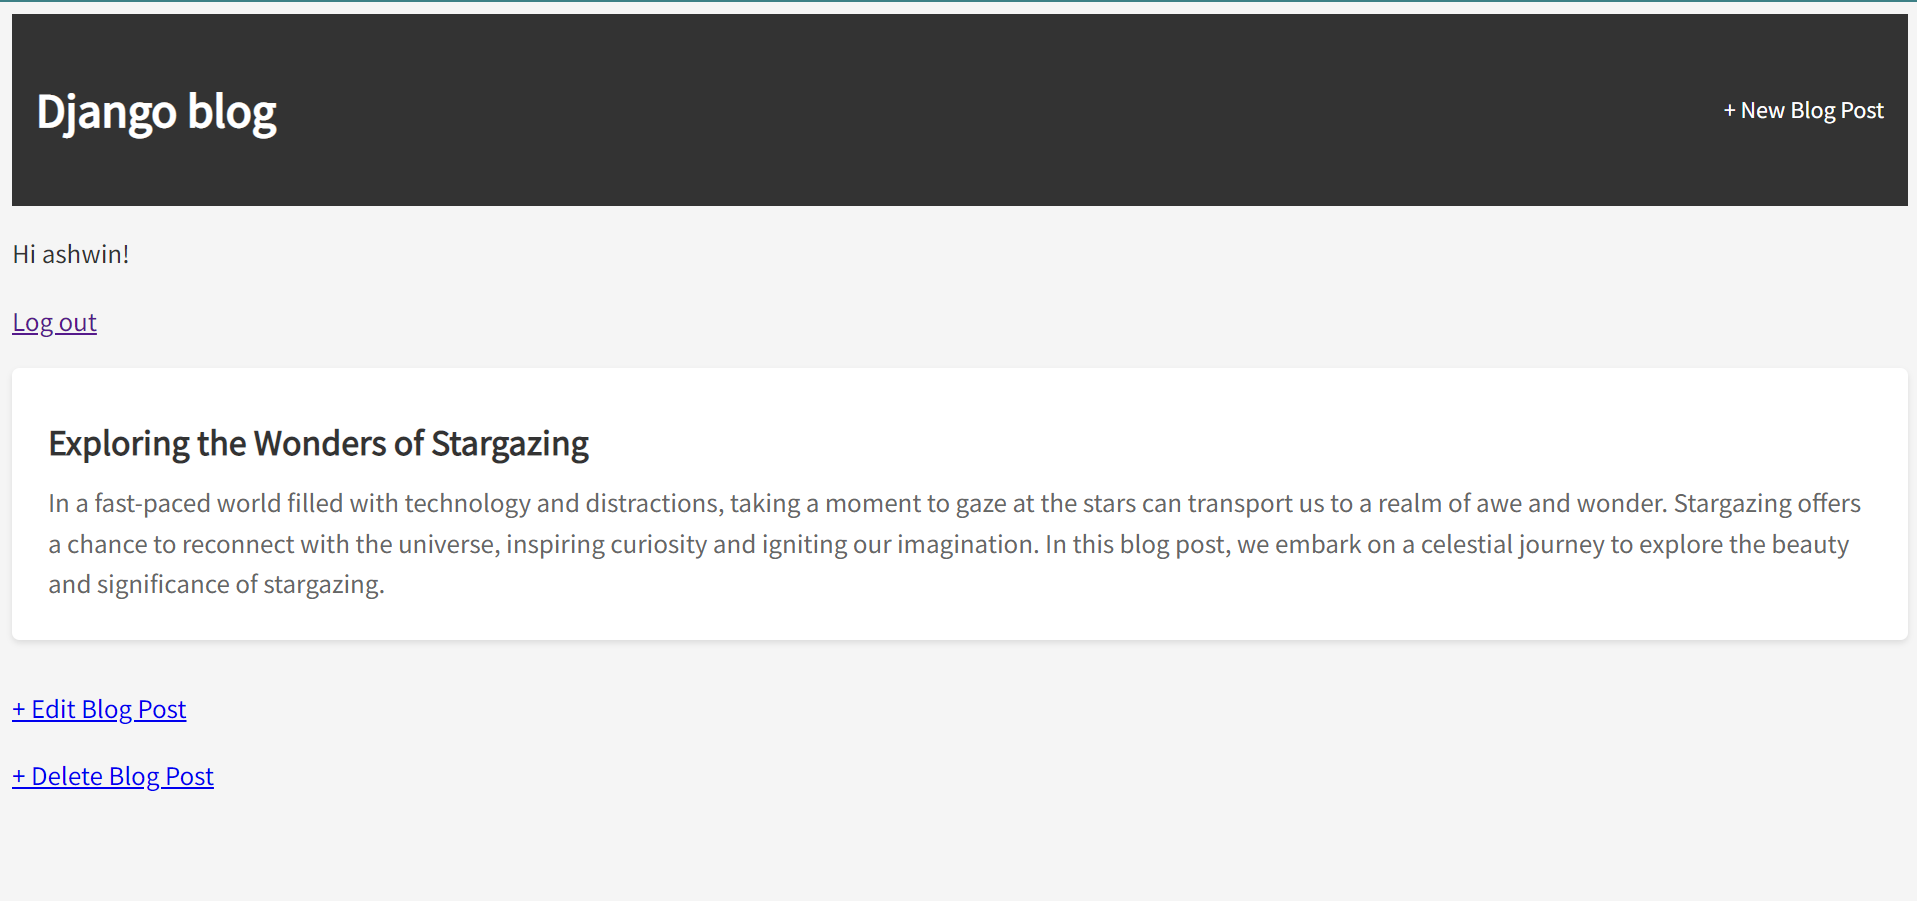 Django blog
+ New Blog Post
Hi ashwin!
Log out
Exploring the Wonders of Stargazing
In a fast-paced world filled with technology and distractions, taking a moment to gaze at the stars can transport us to a realm of awe and wonder. Stargazing offers
a chance to reconnect with the universe, inspiring curiosity and igniting our imagination. In this blog post, we embark on a celestial journey to explore the beauty
and significance of stargazing.
+ Edit Blog Post
+ Delete Blog Post